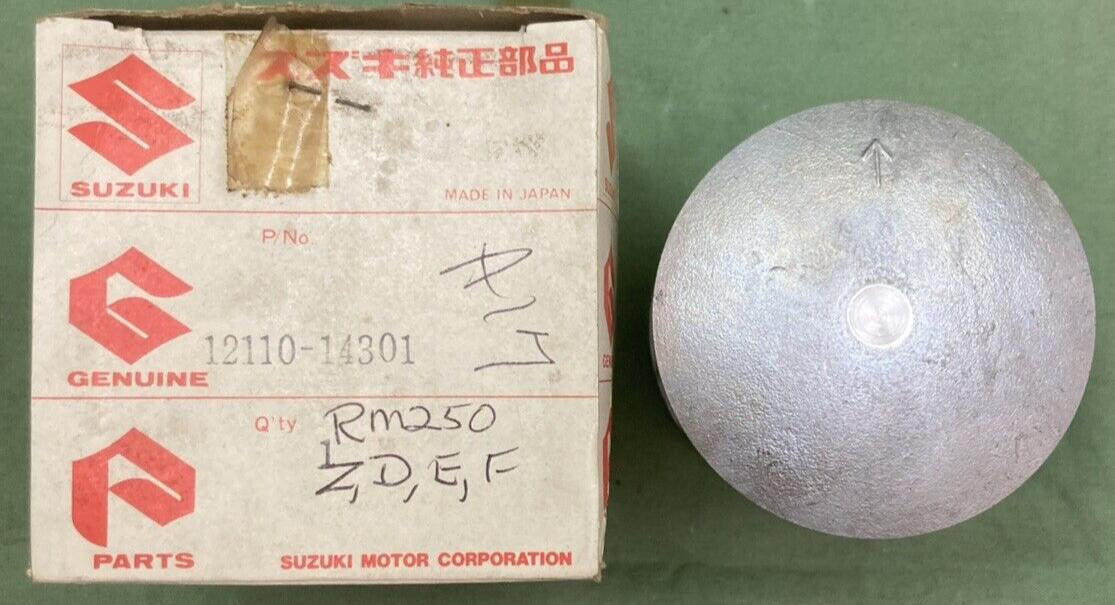 スズキ純正部品
SUZUKI
MADE IN JAPAN
P/No.
12110-14301
GENUINE
Q'ty RM250
Z, D, E, F
PARTS
SUZUKI MOTOR CORPORATION